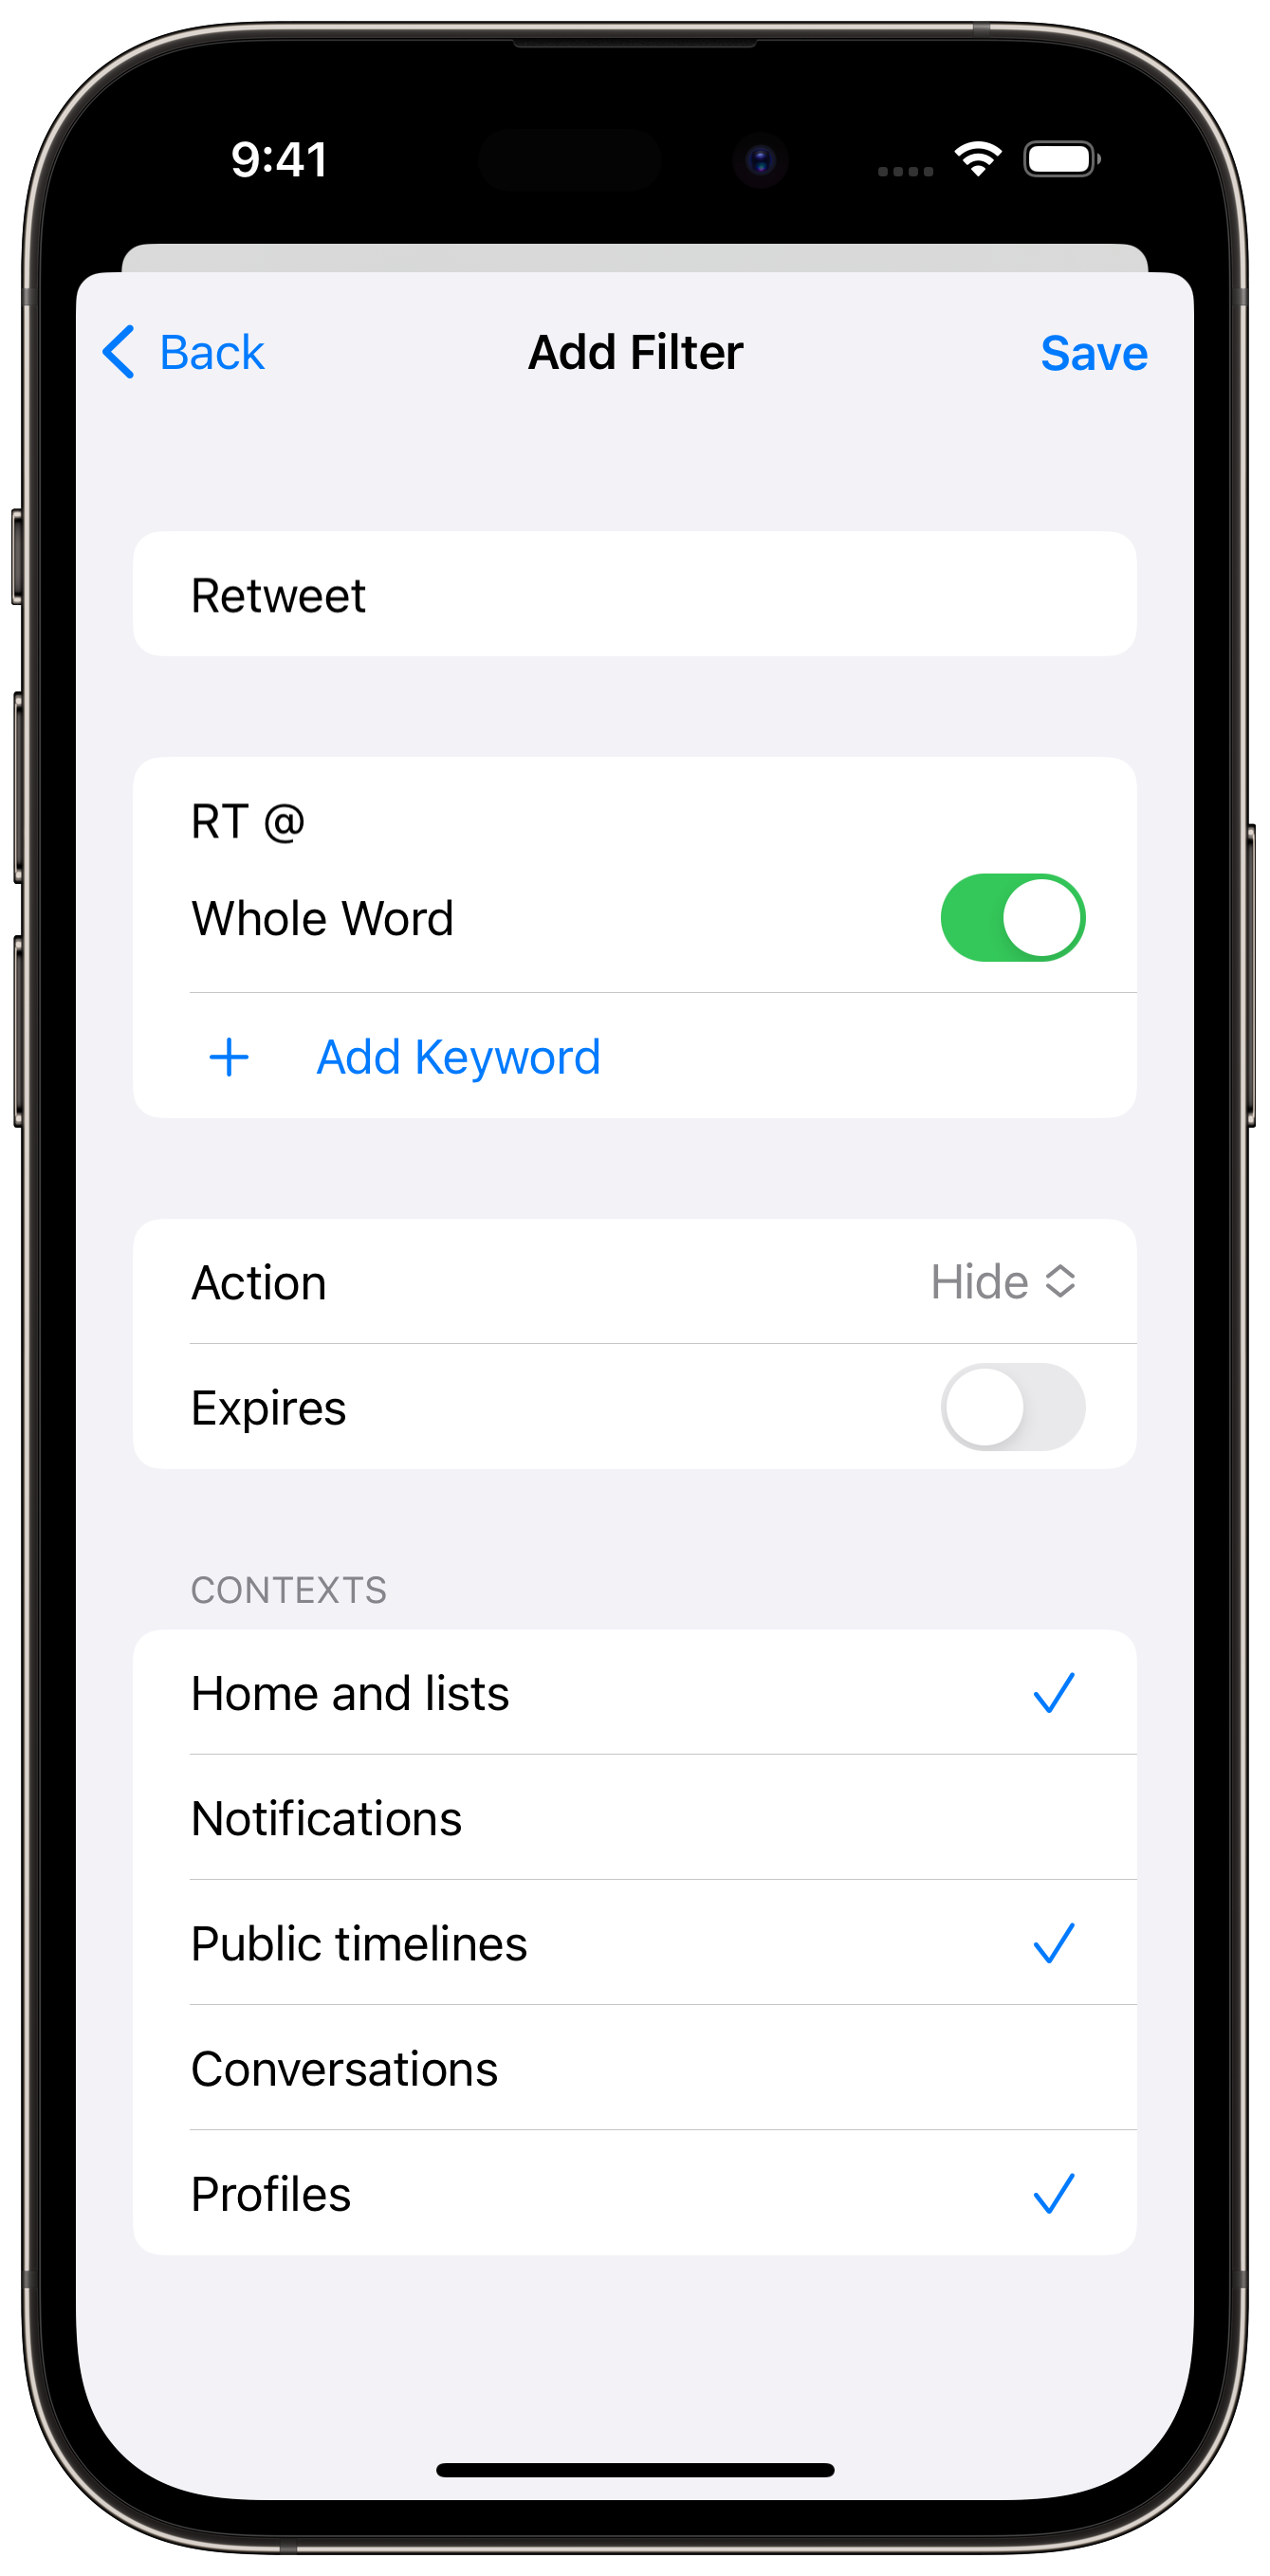 9:41
Back Add Filter Save
Retweet
RT @
Whole Word
Add Keyword
Action Hide
Expires
CONTEXTS
Home and lists
Notifications
Public timelines
Conversations
Profiles